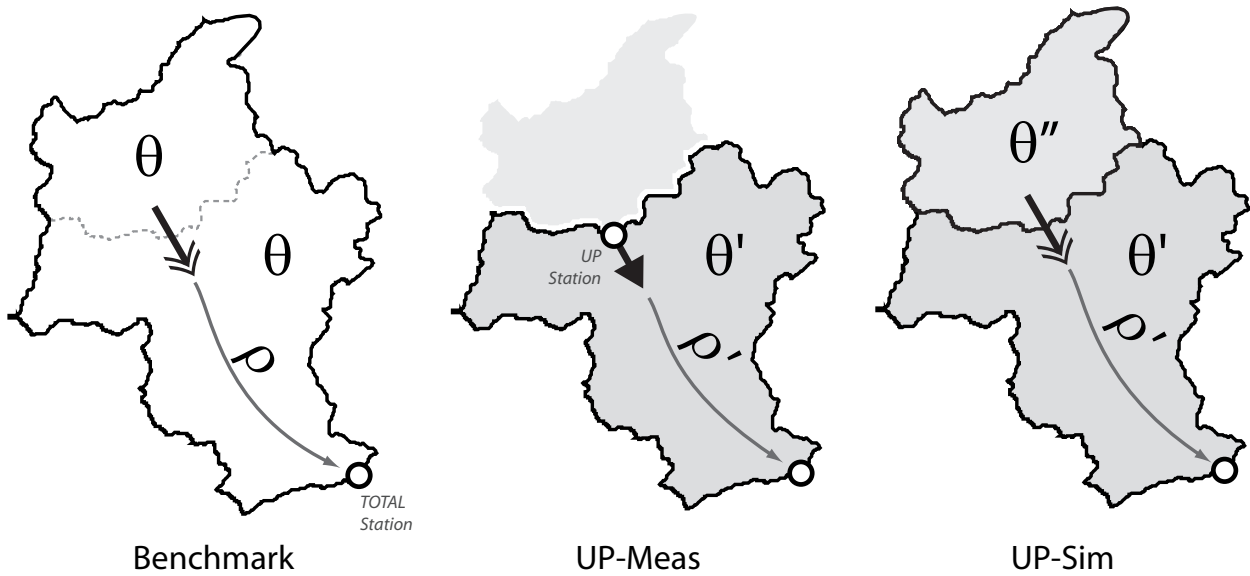 θ
θ
ρ
TOTAL
Station
Benchmark
UP
Station
θ'
ρ'
UP-Meas
θ″
θ'
ρ'
UP-Sim